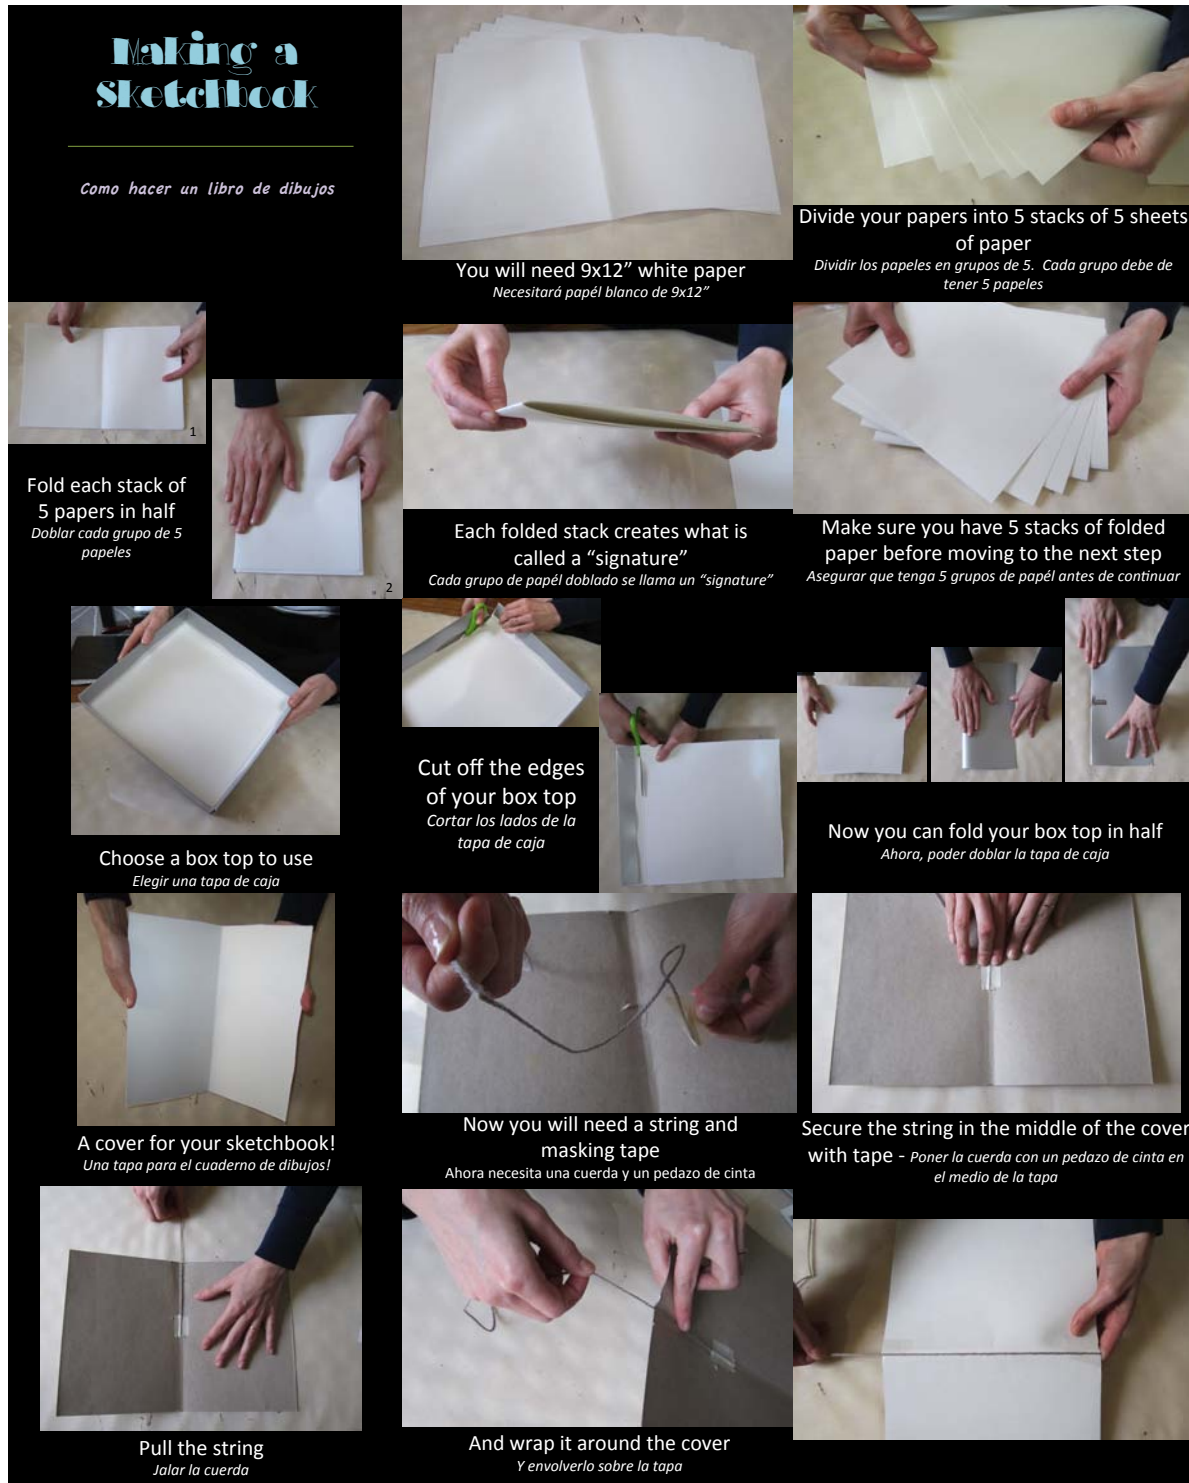 Making a
Sketchbook
Como hacer un libro de dibujos
You will need 9x12” white paper
Necesitará papél blanco de 9x12”
Divide your papers into 5 stacks of 5 sheets
of paper
Dividir los papeles en grupos de 5. Cada grupo debe de
tener 5 papeles
1
2
Fold each stack of
5 papers in half
Doblar cada grupo de 5
papeles
Each folded stack creates what is
called a “signature”
Cada grupo de papél doblado se llama un “signature”
Make sure you have 5 stacks of folded
paper before moving to the next step
Asegurar que tenga 5 grupos de papél antes de continuar
Choose a box top to use
Elegir una tapa de caja
Cut off the edges
of your box top
Cortar los lados de la
tapa de caja
Now you can fold your box top in half
Ahora, poder doblar la tapa de caja
A cover for your sketchbook!
Una tapa para el cuaderno de dibujos!
Now you will need a string and
masking tape
Ahora necesita una cuerda y un pedazo de cinta
Secure the string in the middle of the cover
with tape - Poner la cuerda con un pedazo de cinta en
el medio de la tapa
Pull the string
Jalar la cuerda
And wrap it around the cover
Y envolverlo sobre la tapa